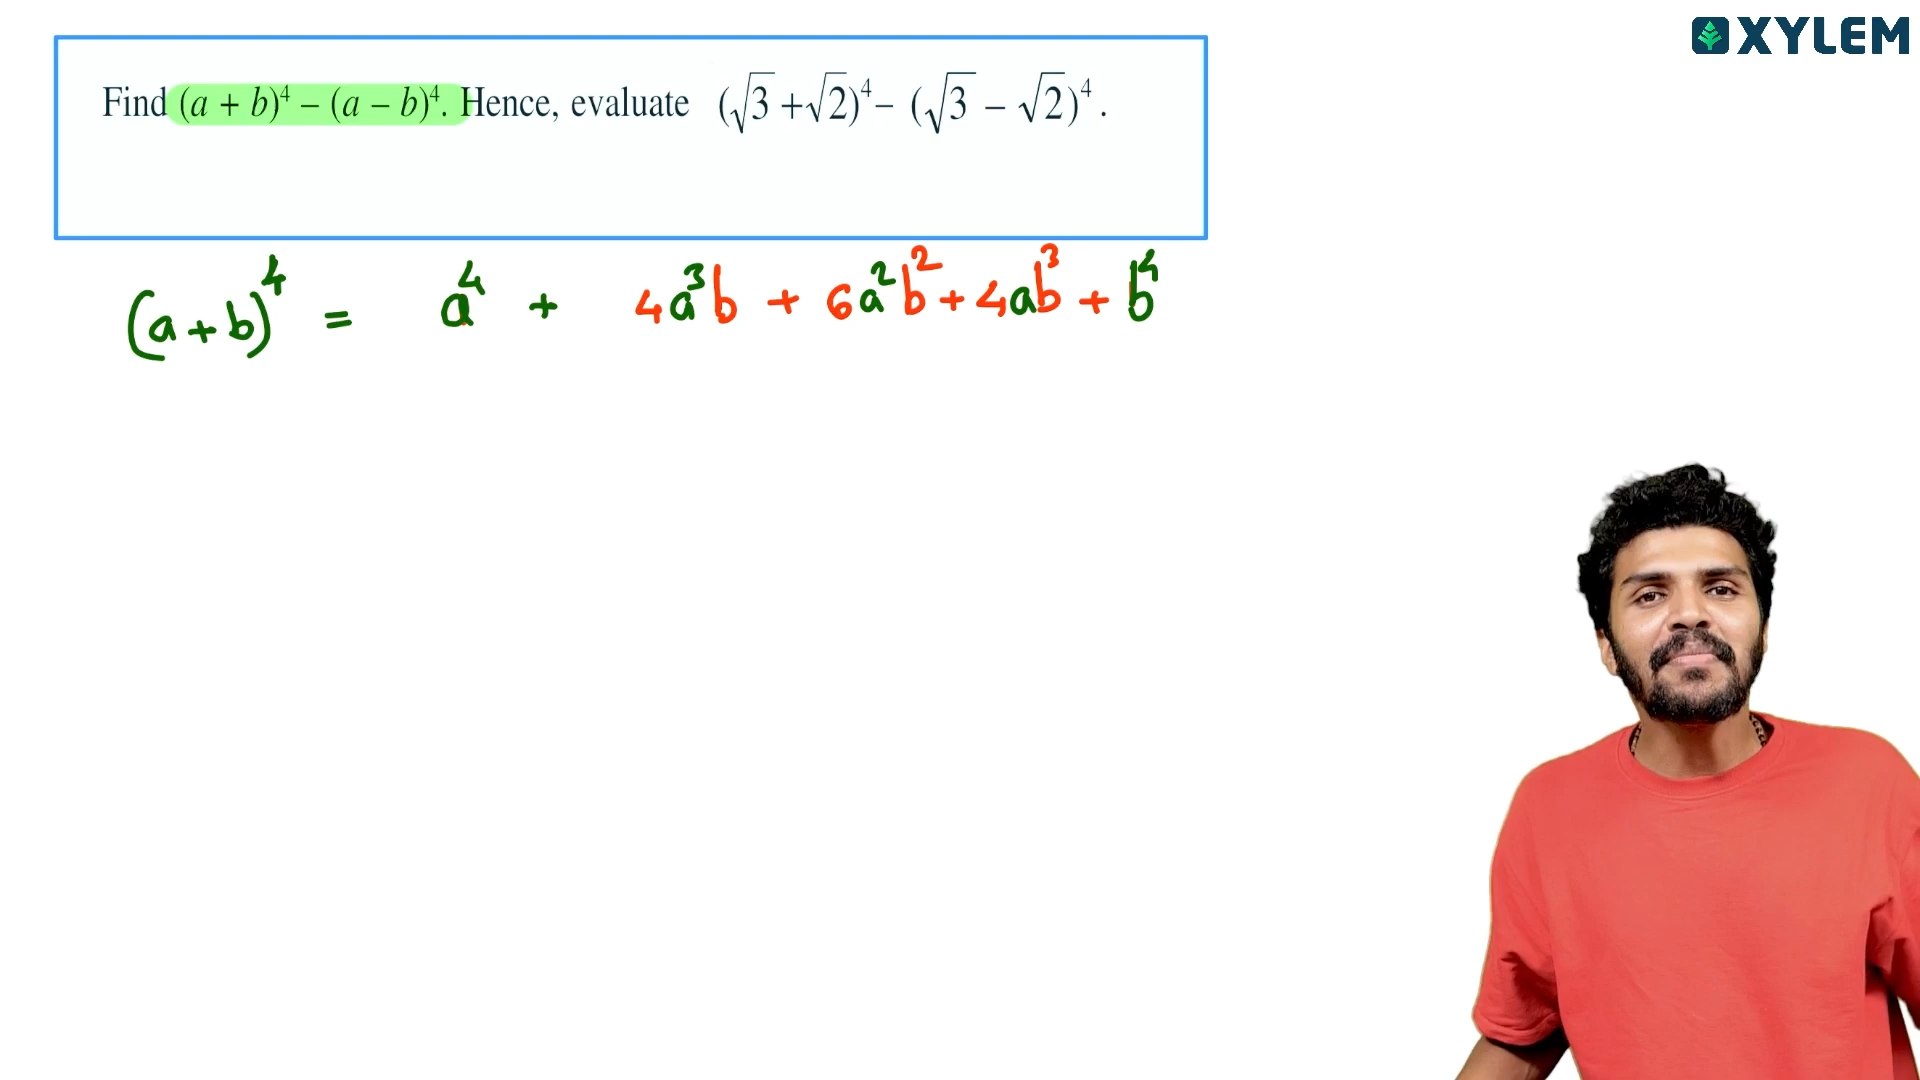 XYLEM
Find (a + b)⁴ – (a – b)⁴. Hence, evaluate (√3 +√2)⁴– (√3 – √2)⁴ .
(a+b)⁴ = a⁴ + 4a³b + 6a²b² + 4ab³ + b⁴